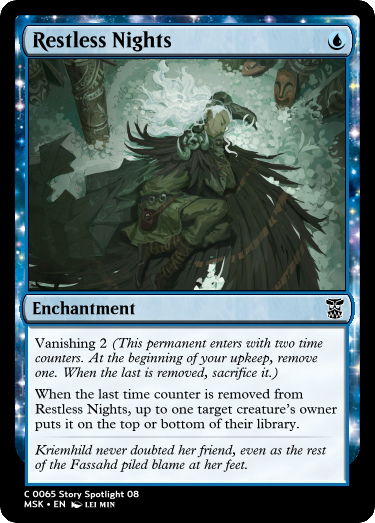 Restless Nights
Enchantment
Vanishing 2 (This permanent enters with two time
counters. At the beginning of your upkeep, remove
one. When the last is removed, sacrifice it.)
When the last time counter is removed from
Restless Nights, up to one target creature's owner
puts it on the top or bottom of their library.
Kriemhild never doubted her friend, even as the rest
of the Fassahd piled blame at her feet.
C 0065 Story Spotlight 08
MSK • EN LEI MIN